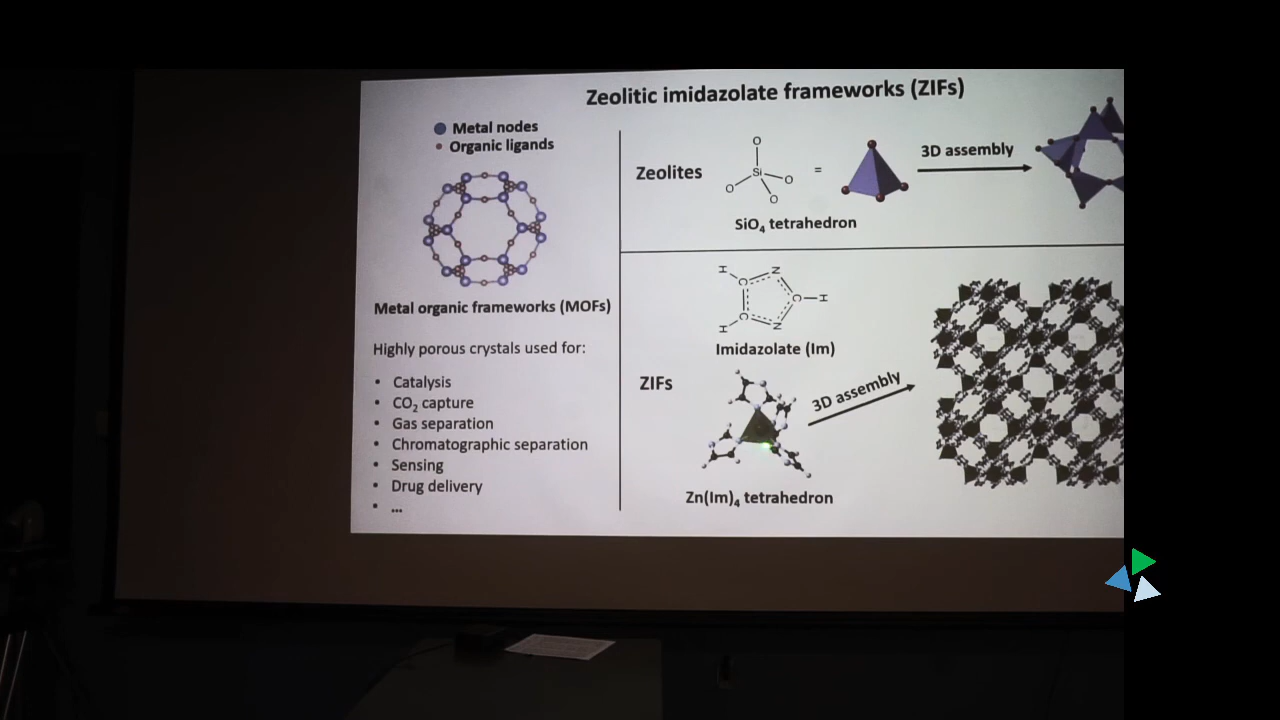 Zeolitic imidazolate frameworks (ZIFs)
Metal nodes
• Organic ligands
Metal organic frameworks (MOFs)
Highly porous crystals used for:
• Catalysis
• CO₂ capture
• Gas separation
• Chromatographic separation
• Sensing
• Drug delivery
• ...
Zeolites
O
Si
O
O
O
=
SiO₄ tetrahedron
3D assembly
H
N
C
C
H
C
N
H
Imidazolate (Im)
ZIFs
3D assembly
Zn(Im)₄ tetrahedron